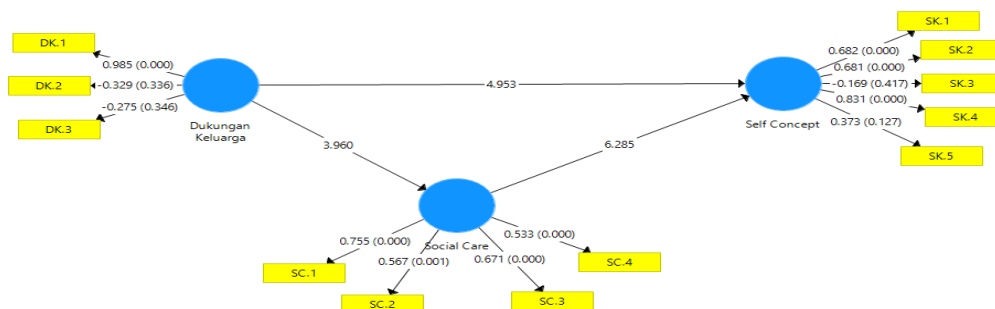 DK.1
0.985 (0.000)
DK.2
-0.329 (0.336)
-0.275 (0.346)
DK.3
Dukungan
Keluarga
4.953
3.960
6.285
SK.1
0.682 (0.000)
SK.2
0.681 (0.000)
-0.169 (0.417)
SK.3
0.831 (0.000)
SK.4
0.373 (0.127)
Self Concept
SK.5
0.755 (0.000)
Social Care
0.533 (0.000)
0.567 (0.001)
0.671 (0.000)
SC.4
SC.1
SC.2
SC.3